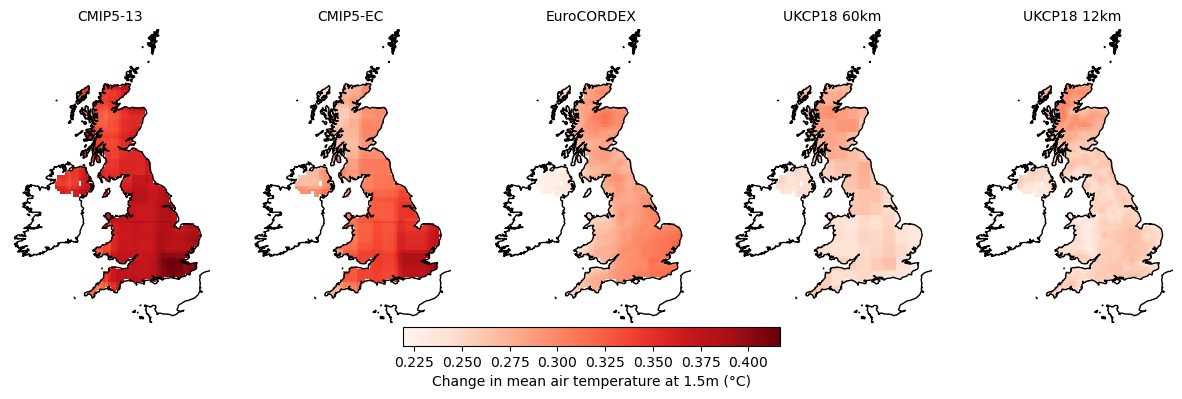 CMIP5-13
CMIP5-EC
EuroCORDEX
UKCP18 60km
UKCP18 12km
0.225 0.250 0.275 0.300 0.325 0.350 0.375 0.400
Change in mean air temperature at 1.5m (°C)